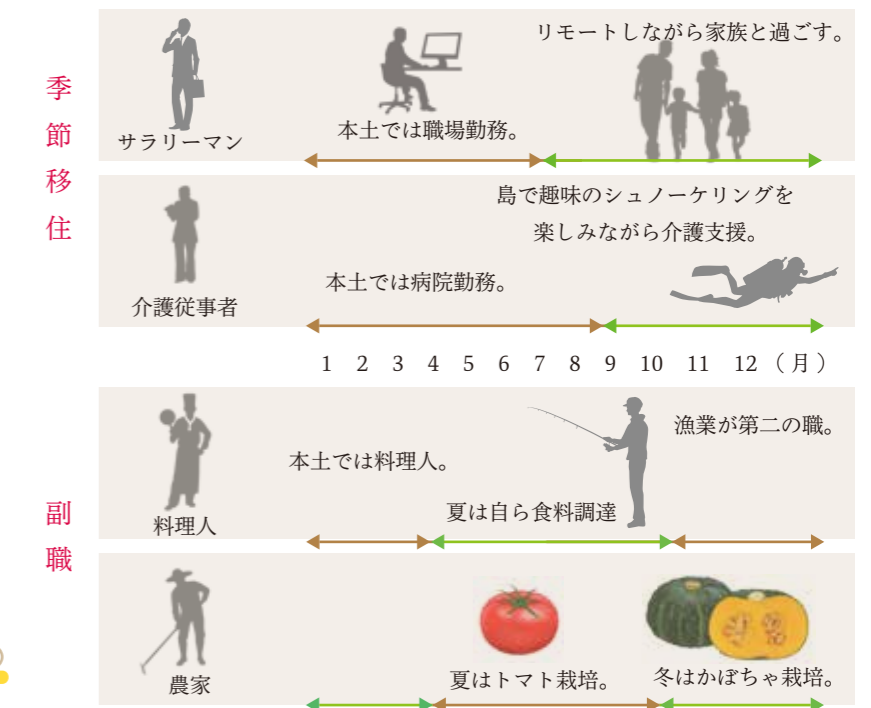 季節移住
リモートしながら家族と過ごす。
本土では職場勤務。
サラリーマン
島で趣味のシュノーケリングを
楽しみながら介護支援。
本土では病院勤務。
介護従事者
1 2 3 4 5 6 7 8 9 10 11 12 （月）
副職
漁業が第二の職。
本土では料理人。
夏は自ら食料調達
料理人
夏はトマト栽培。
冬はかぼちゃ栽培。
農家